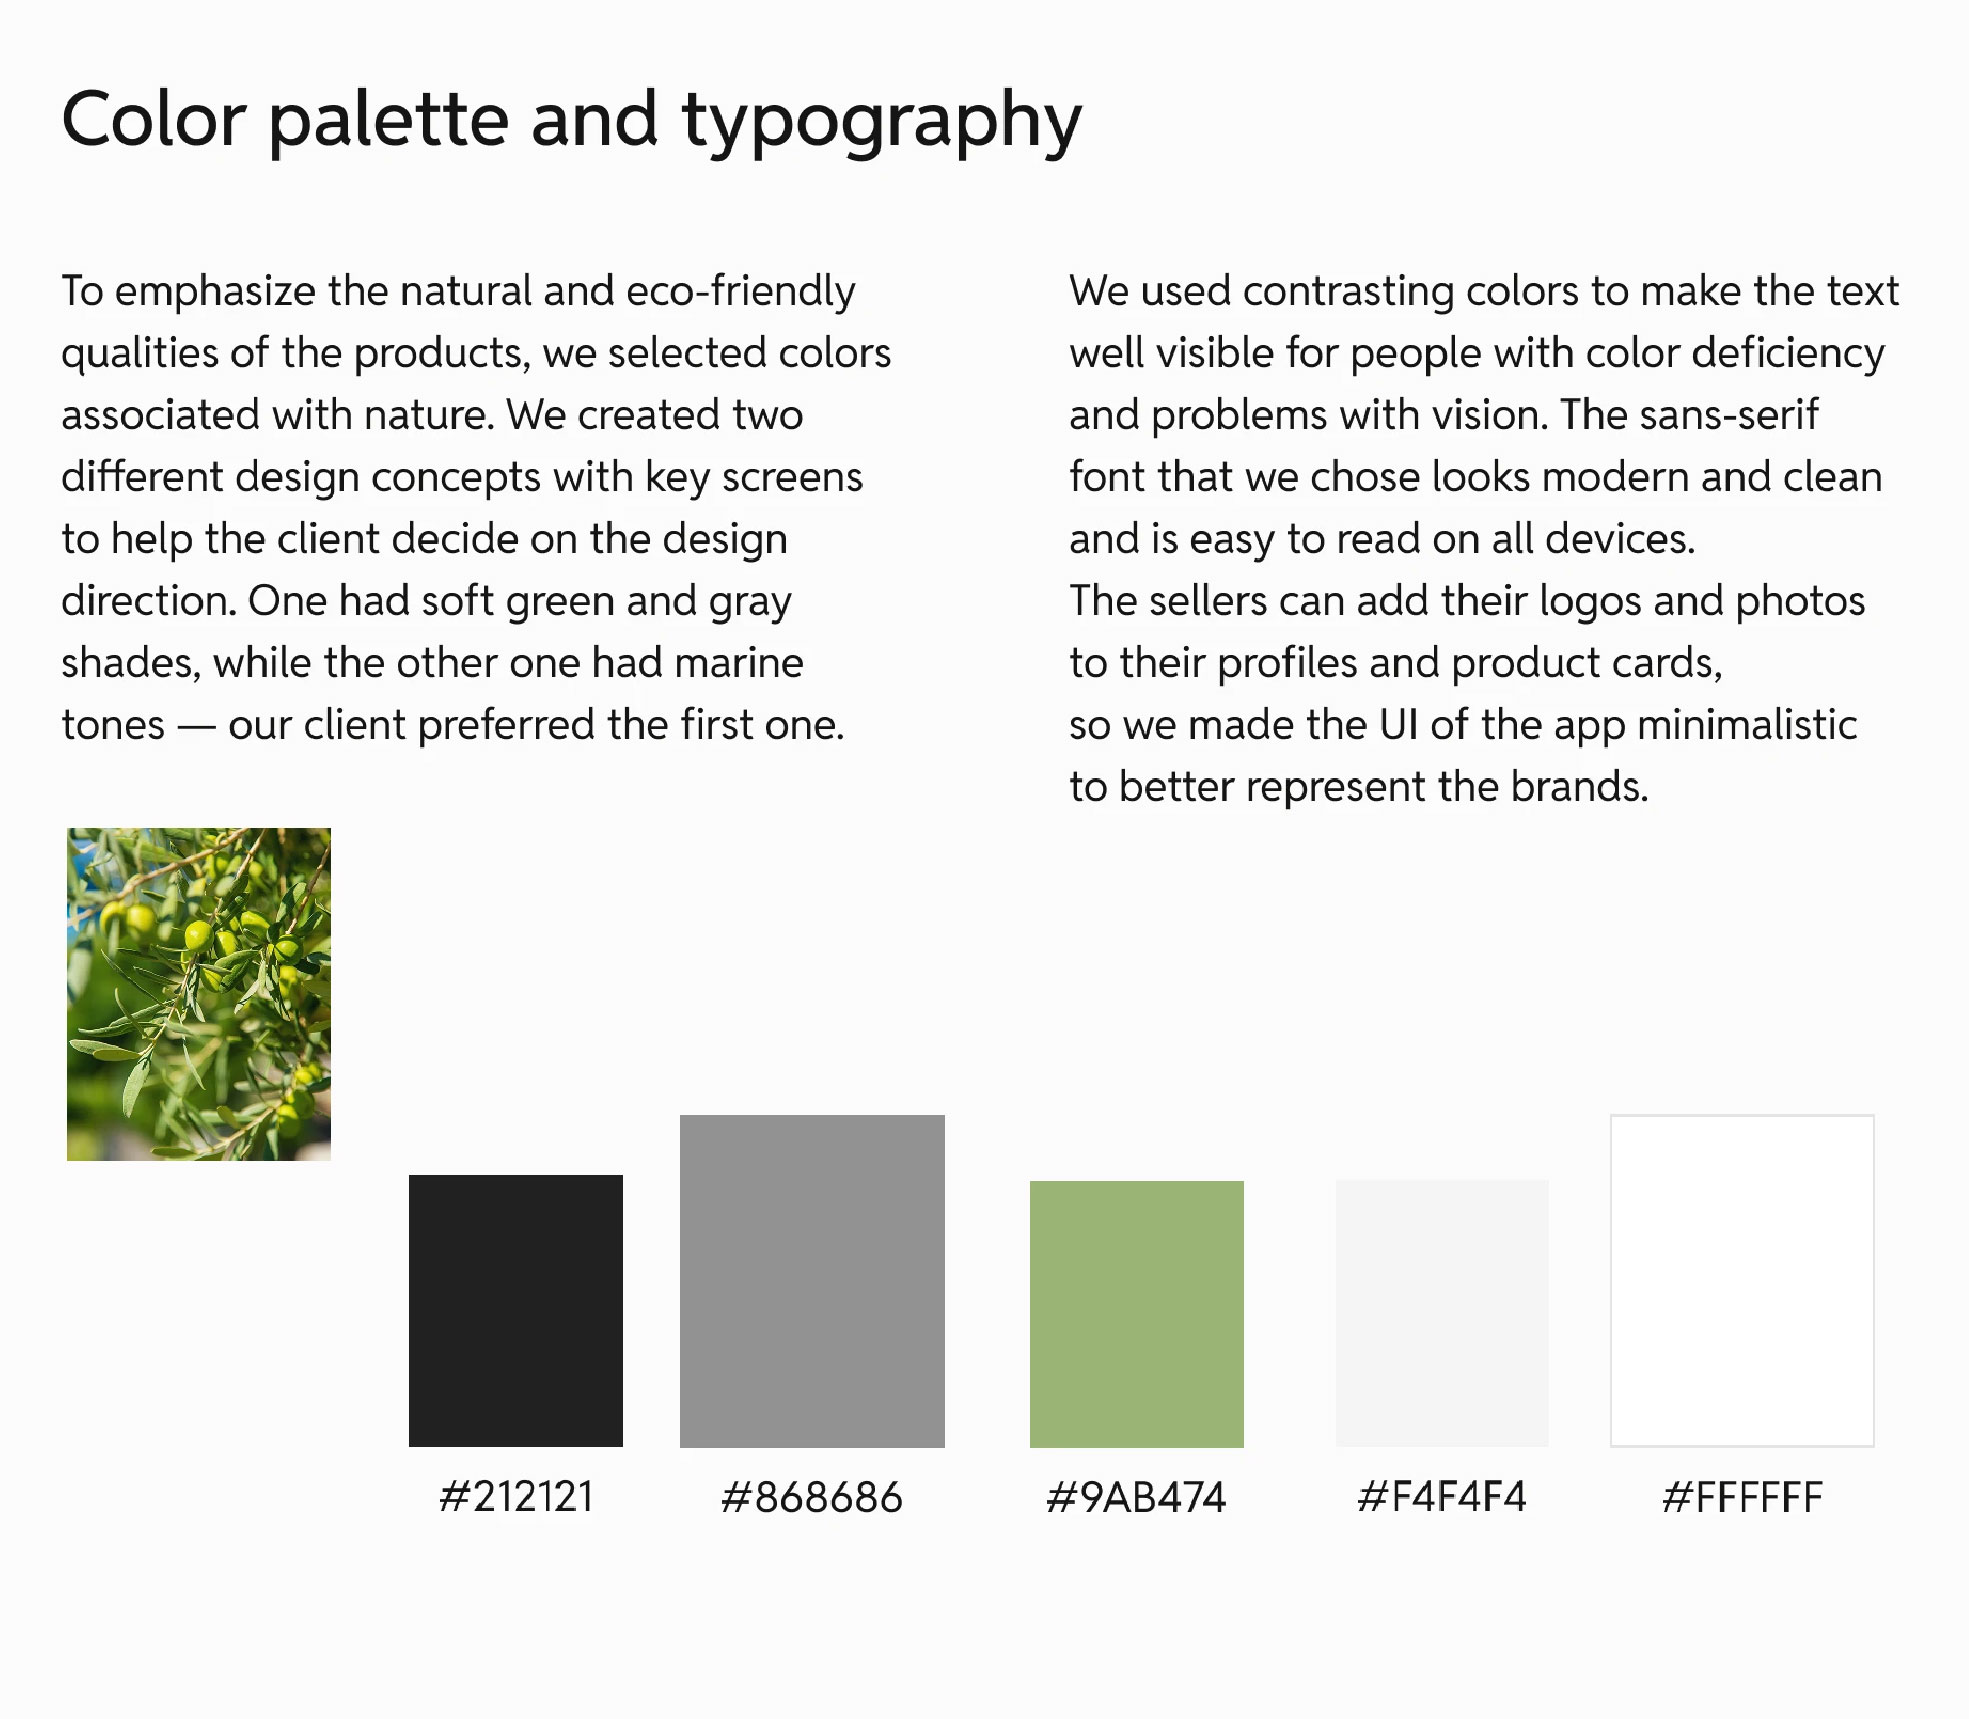 Color palette and typography
To emphasize the natural and eco-friendly
qualities of the products, we selected colors
associated with nature. We created two
different design concepts with key screens
to help the client decide on the design
direction. One had soft green and gray
shades, while the other one had marine
tones — our client preferred the first one.
We used contrasting colors to make the text
well visible for people with color deficiency
and problems with vision. The sans-serif
font that we chose looks modern and clean
and is easy to read on all devices.
The sellers can add their logos and photos
to their profiles and product cards,
so we made the UI of the app minimalistic
to better represent the brands.
#212121
#868686
#9AB474
#F4F4F4
#FFFFFF